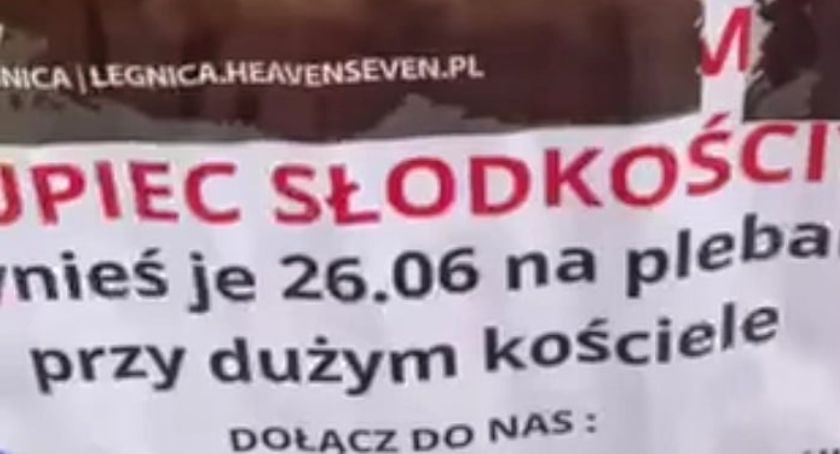 NICA | LEGNICA.HEAVENSEVEN.PL
M
UPIEC SŁODKOŚCI
ynieś je 26.06 na pleba
przy dużym kościele
DOŁĄCZ DO NAS :